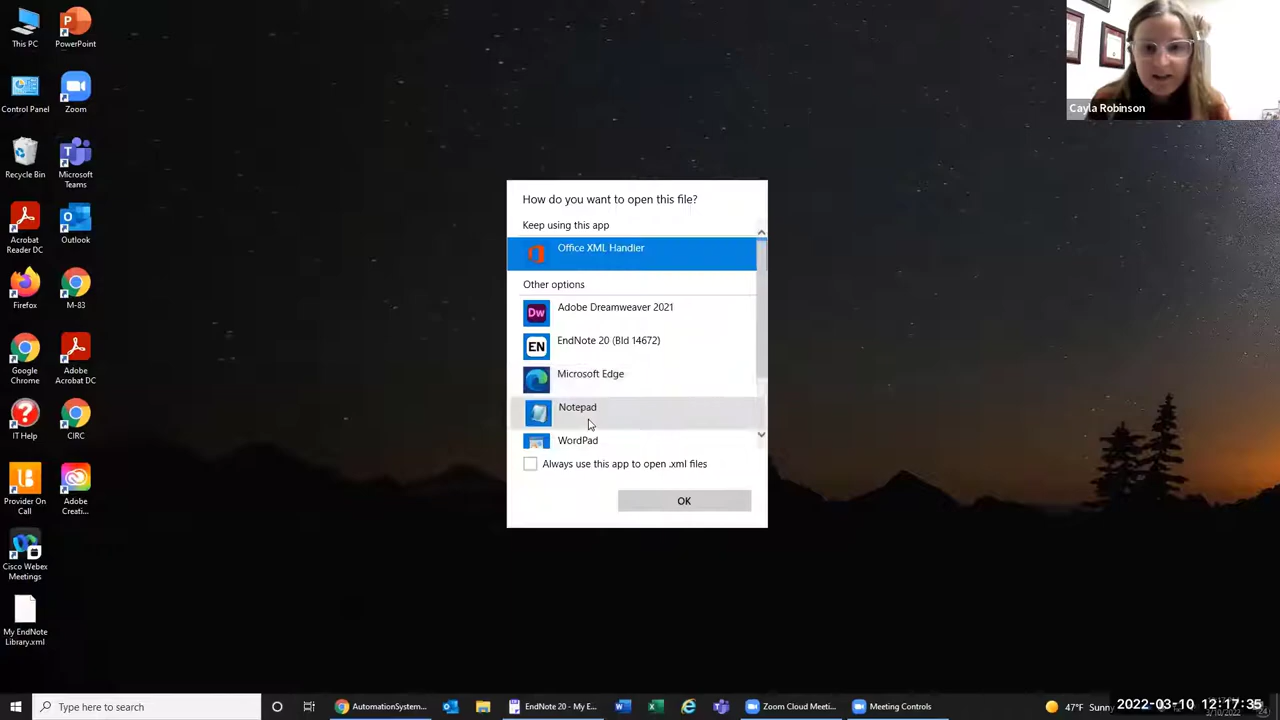 This PC
PowerPoint
Control Panel
Zoom
Recycle Bin
Microsoft
Teams
Acrobat
Reader DC
Outlook
Firefox
M-83
Google
Chrome
Adobe
Acrobat DC
IT Help
CIRC
Provider On
Call
Adobe
Creati...
Cisco Webex
Meetings
My EndNote
Library.xml
Cayla Robinson
How do you want to open this file?
Keep using this app
Office XML Handler
Other options
Dw
Adobe Dreamweaver 2021
EN
EndNote 20 (Bld 14672)
Microsoft Edge
Notepad
WordPad
Always use this app to open .xml files
OK
Type here to search
AutomationSystem...
EndNote 20 - My E...
Zoom Cloud Meeti...
Meeting Controls
47°F Sunny
2022-03-10 12:17:35
3/10/2022